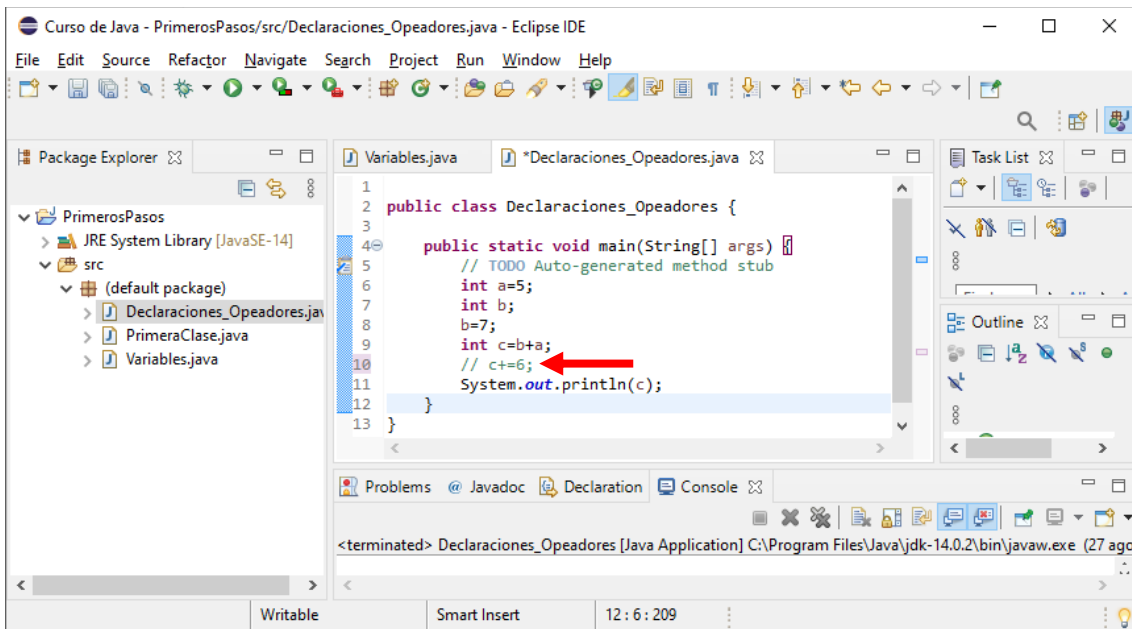 Curso de Java - PrimerosPasos/src/Declaraciones_Opeadores.java - Eclipse IDE
File Edit Source Refactor Navigate Search Project Run Window Help
Package Explorer
PrimerosPasos
JRE System Library [JavaSE-14]
src
(default package)
Declaraciones_Opeadores.jav
PrimeraClase.java
Variables.java
Variables.java
*Declaraciones_Opeadores.java
1
2 public class Declaraciones_Opeadores {
3
4 public static void main(String[] args) {
5 // TODO Auto-generated method stub
6 int a=5;
7 int b;
8 b=7;
9 int c=b+a;
10 // c+=6;
11 System.out.println(c);
12 }
13 }
Task List
Outline
Problems @ Javadoc Declaration Console
<terminated> Declaraciones_Opeadores [Java Application] C:\Program Files\Java\jdk-14.0.2\bin\javaw.exe (27 ago
Writable Smart Insert 12 : 6 : 209